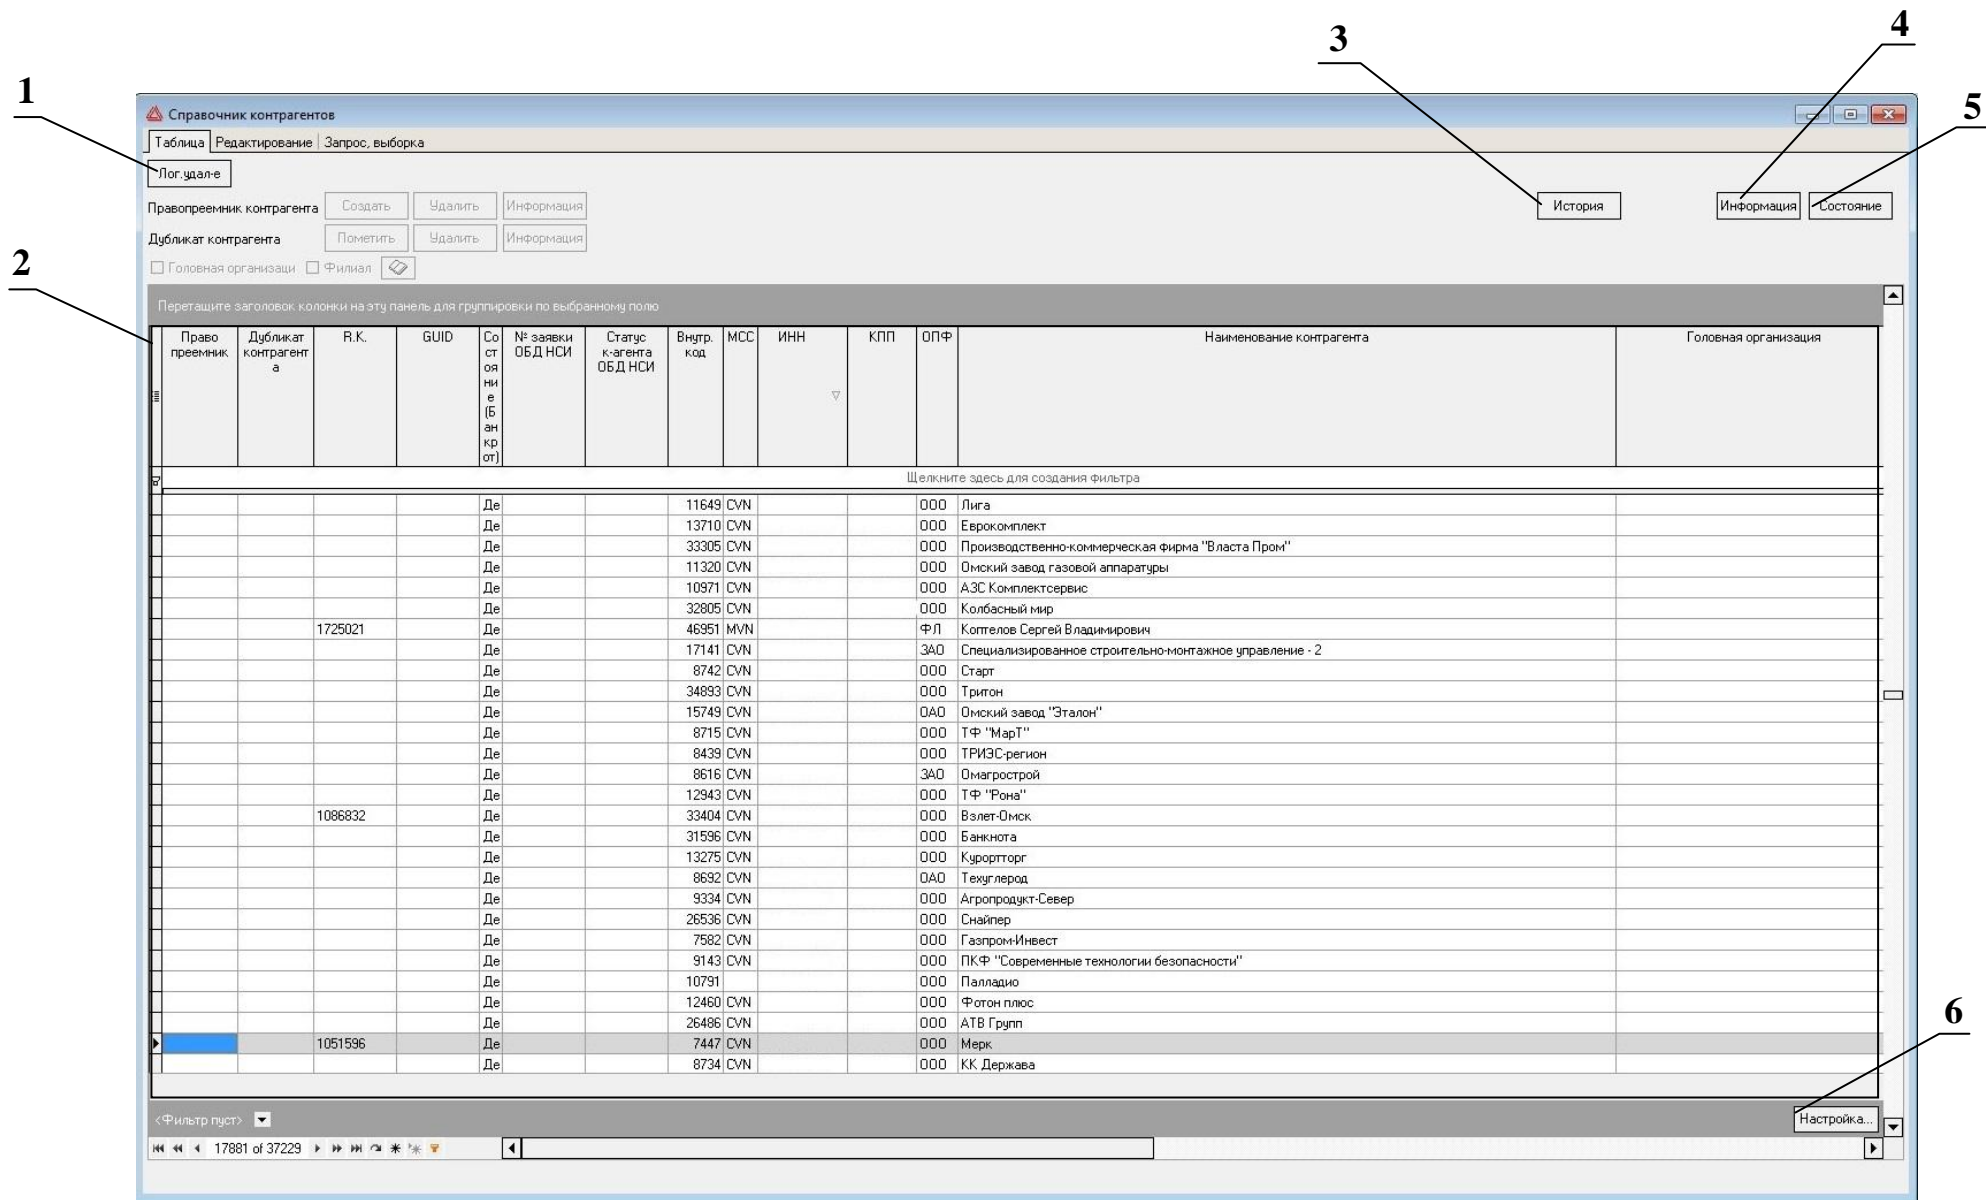 3
4
1
5
Справочник контрагентов
Таблица Редактирование Запрос, выборка
Лог.удал-е
Правопреемник контрагента Создать Удалить Информация История Информация Состояние
Дубликат контрагента Пометить Удалить Информация
2
Головная организаци Филиал
Перетащите заголовок колонки на эту панель для группировки по выбранному полю
Право преемник Дубликат контрагент а R.K. GUID Со ст оя ни е (Б ан кр от) № заявки ОБД НСИ Статус к-агента ОБД НСИ Внутр. код МСС ИНН КПП ОПФ Наименование контрагента Головная организация
Щелкните здесь для создания фильтра
Де 11649 CVN ООО Лига
Де 13710 CVN ООО Еврокомплект
Де 33305 CVN ООО Производственно-коммерческая фирма "Власта Пром"
Де 11320 CVN ООО Омский завод газовой аппаратуры
Де 10971 CVN ООО АЗС Комплектсервис
Де 32805 CVN ООО Колбасный мир
1725021 Де 46951 MVN ФЛ Коптелов Сергей Владимирович
Де 17141 CVN ЗАО Специализированное строительно-монтажное управление - 2
Де 8742 CVN ООО Старт
Де 34893 CVN ООО Тритон
Де 15749 CVN ОАО Омский завод "Эталон"
Де 8715 CVN ООО ТФ "МарТ"
Де 8439 CVN ООО ТРИЭС-регион
Де 8616 CVN ЗАО Омагрострой
Де 12943 CVN ООО ТФ "Рона"
1086832 Де 33404 CVN ООО Взлет-Омск
Де 31596 CVN ООО Банкнота
Де 13275 CVN ООО Курортторг
Де 8692 CVN ОАО Техуглерод
Де 9334 CVN ООО Агропродукт-Север
Де 26536 CVN ООО Снайпер
Де 7582 CVN ООО Газпром-Инвест
Де 9143 CVN ООО ПКФ "Современные технологии безопасности"
Де 10791 ООО Палладио
Де 12460 CVN ООО Фотон плюс
Де 26486 CVN ООО АТВ Групп
6
1051596 Де 7447 CVN ООО Мерк
Де 8734 CVN ООО КК Держава
<Фильтр пуст> Настройка...
17881 of 37229